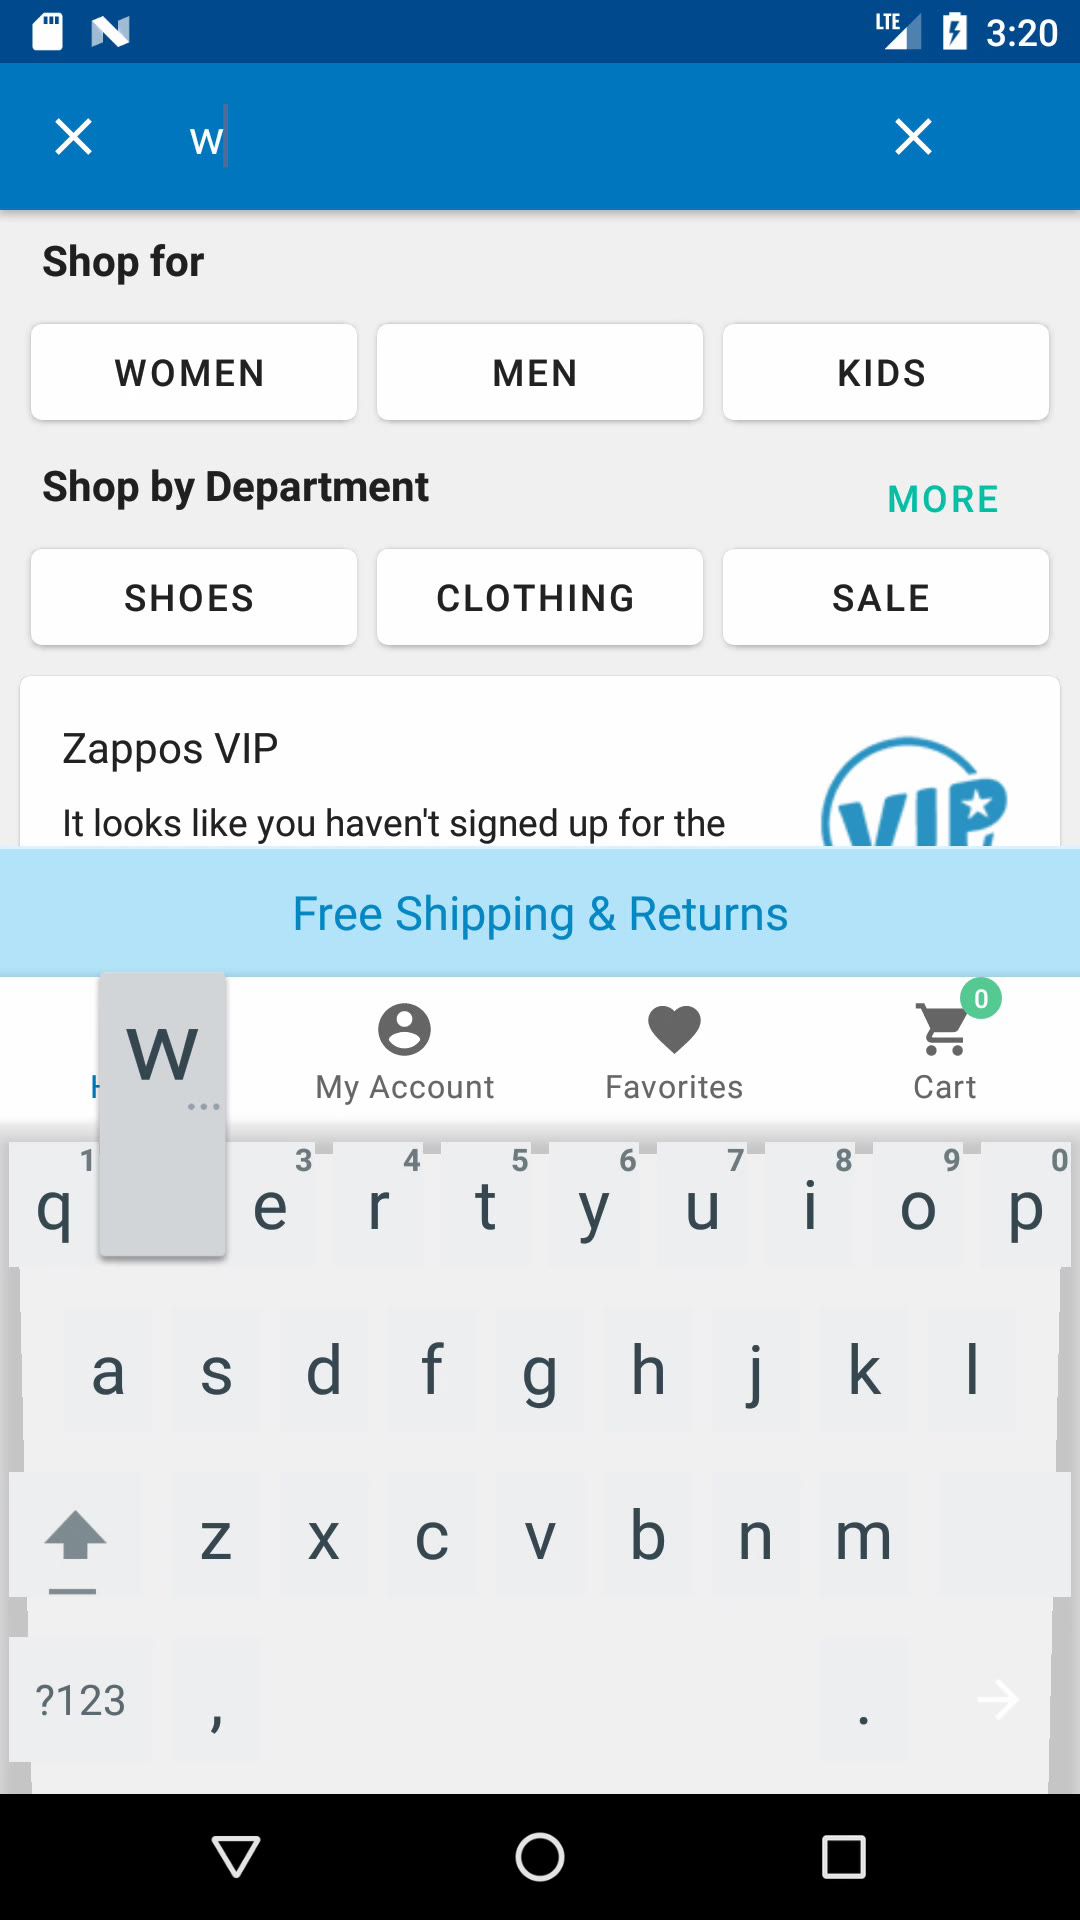 LTE 3:20
w
Shop for
WOMEN MEN KIDS
Shop by Department MORE
SHOES CLOTHING SALE
Zappos VIP
It looks like you haven't signed up for the
VIP
Free Shipping & Returns
My Account Favorites Cart 0
w
1 3 4 5 6 7 8 9 0
q e r t y u i o p
a s d f g h j k l
z x c v b n m
?123 , .